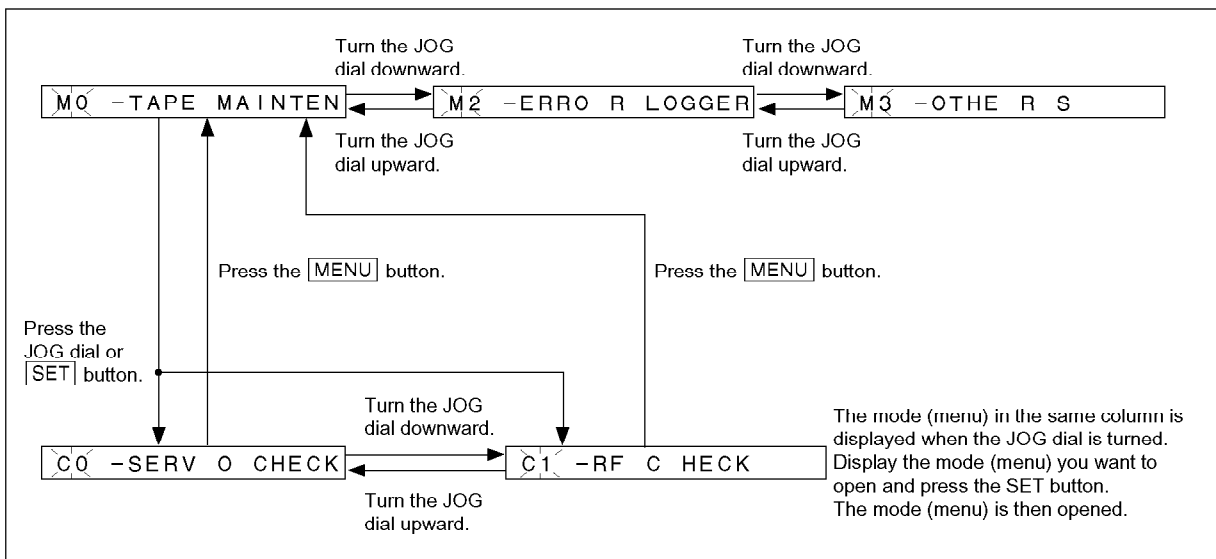 Turn the JOG
dial downward.
Turn the JOG
dial downward.
M0 -TAPE MAINTEN
M2 -ERRO R LOGGER
M3 -OTHE R S
Turn the JOG
dial upward.
Turn the JOG
dial upward.
Press the MENU button.
Press the MENU button.
Press the
JOG dial or
SET button.
Turn the JOG
dial downward.
C0 -SERV O CHECK
C1 -RF C HECK
Turn the JOG
dial upward.
The mode (menu) in the same column is
displayed when the JOG dial is turned.
Display the mode (menu) you want to
open and press the SET button.
The mode (menu) is then opened.